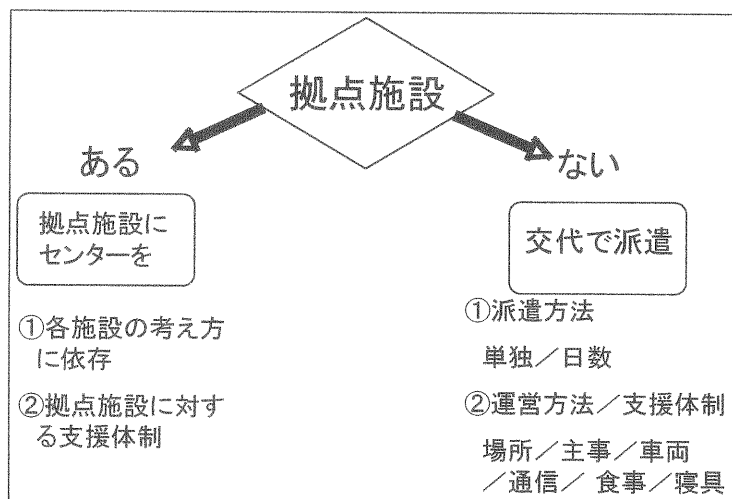 拠点施設
ある
ない
拠点施設に
センターを
①各施設の考え方
に依存
②拠点施設に対す
る支援体制
交代で派遣
①派遣方法
単独／日数
②運営方法／支援体制
場所／主事／車両
／通信／ 食事／寝具